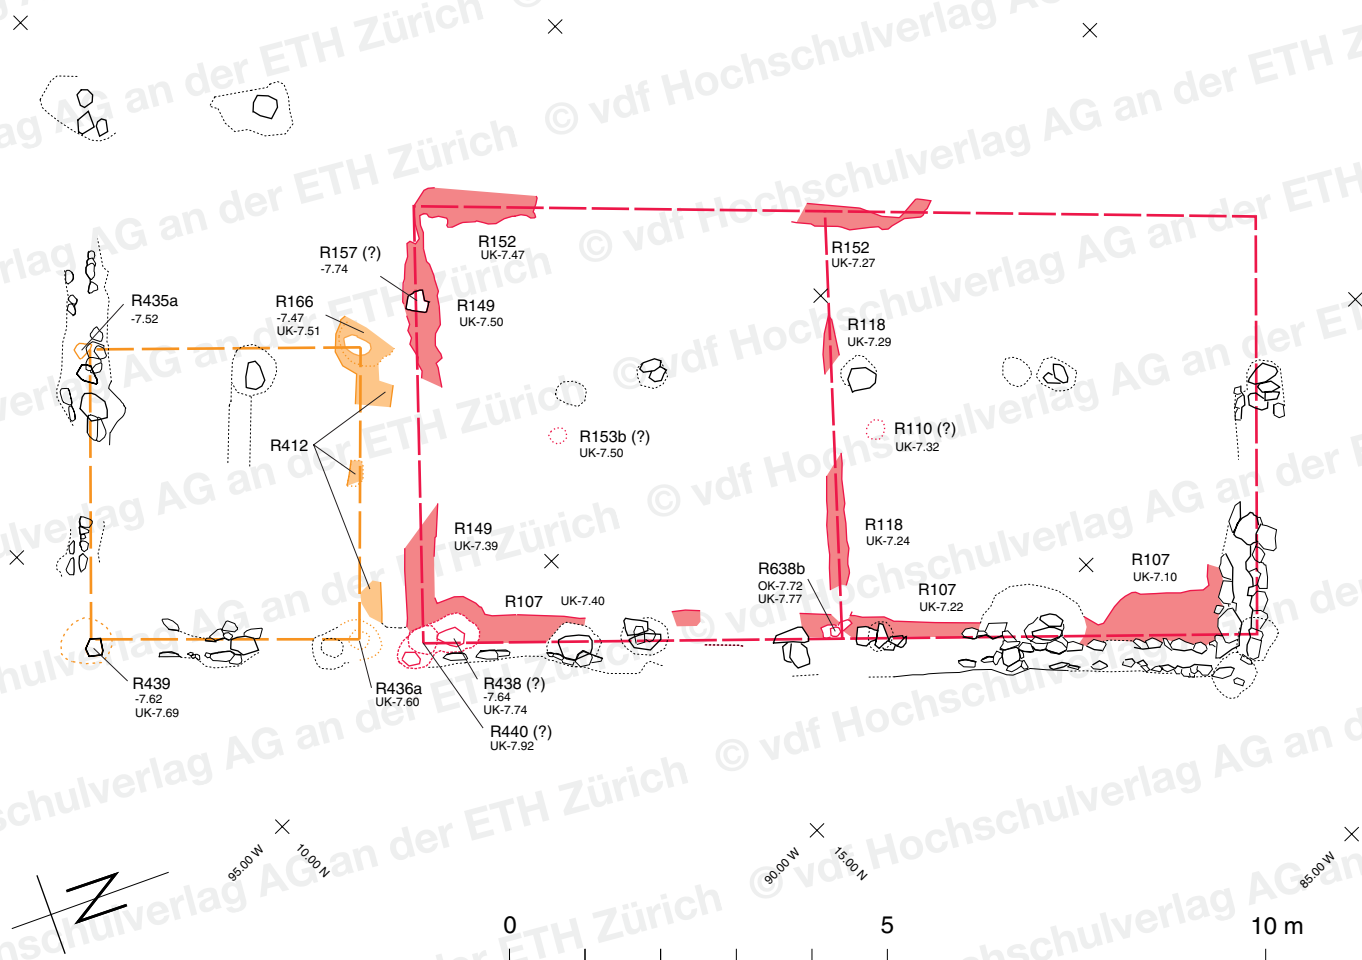 © vdf Hochschulverlag AG an der ETH Zürich
R152
UK-7.47
R157 (?)
-7.74
R152
UK-7.27
R435a
-7.52
R166
-7.47
UK-7.51
R149
UK-7.50
R118
UK-7.29
R412
R153b (?)
UK-7.50
R110 (?)
UK-7.32
R149
UK-7.39
R118
UK-7.24
R638b
OK-7.72
UK-7.77
R107
UK-7.10
R107 UK-7.40
R107
UK-7.22
R439
-7.62
UK-7.69
R436a
UK-7.60
R438 (?)
-7.64
UK-7.74
R440 (?)
UK-7.92
95.00 W 10.00 N
90.00 W 15.00 N
85.00 W
N
0 5 10 m